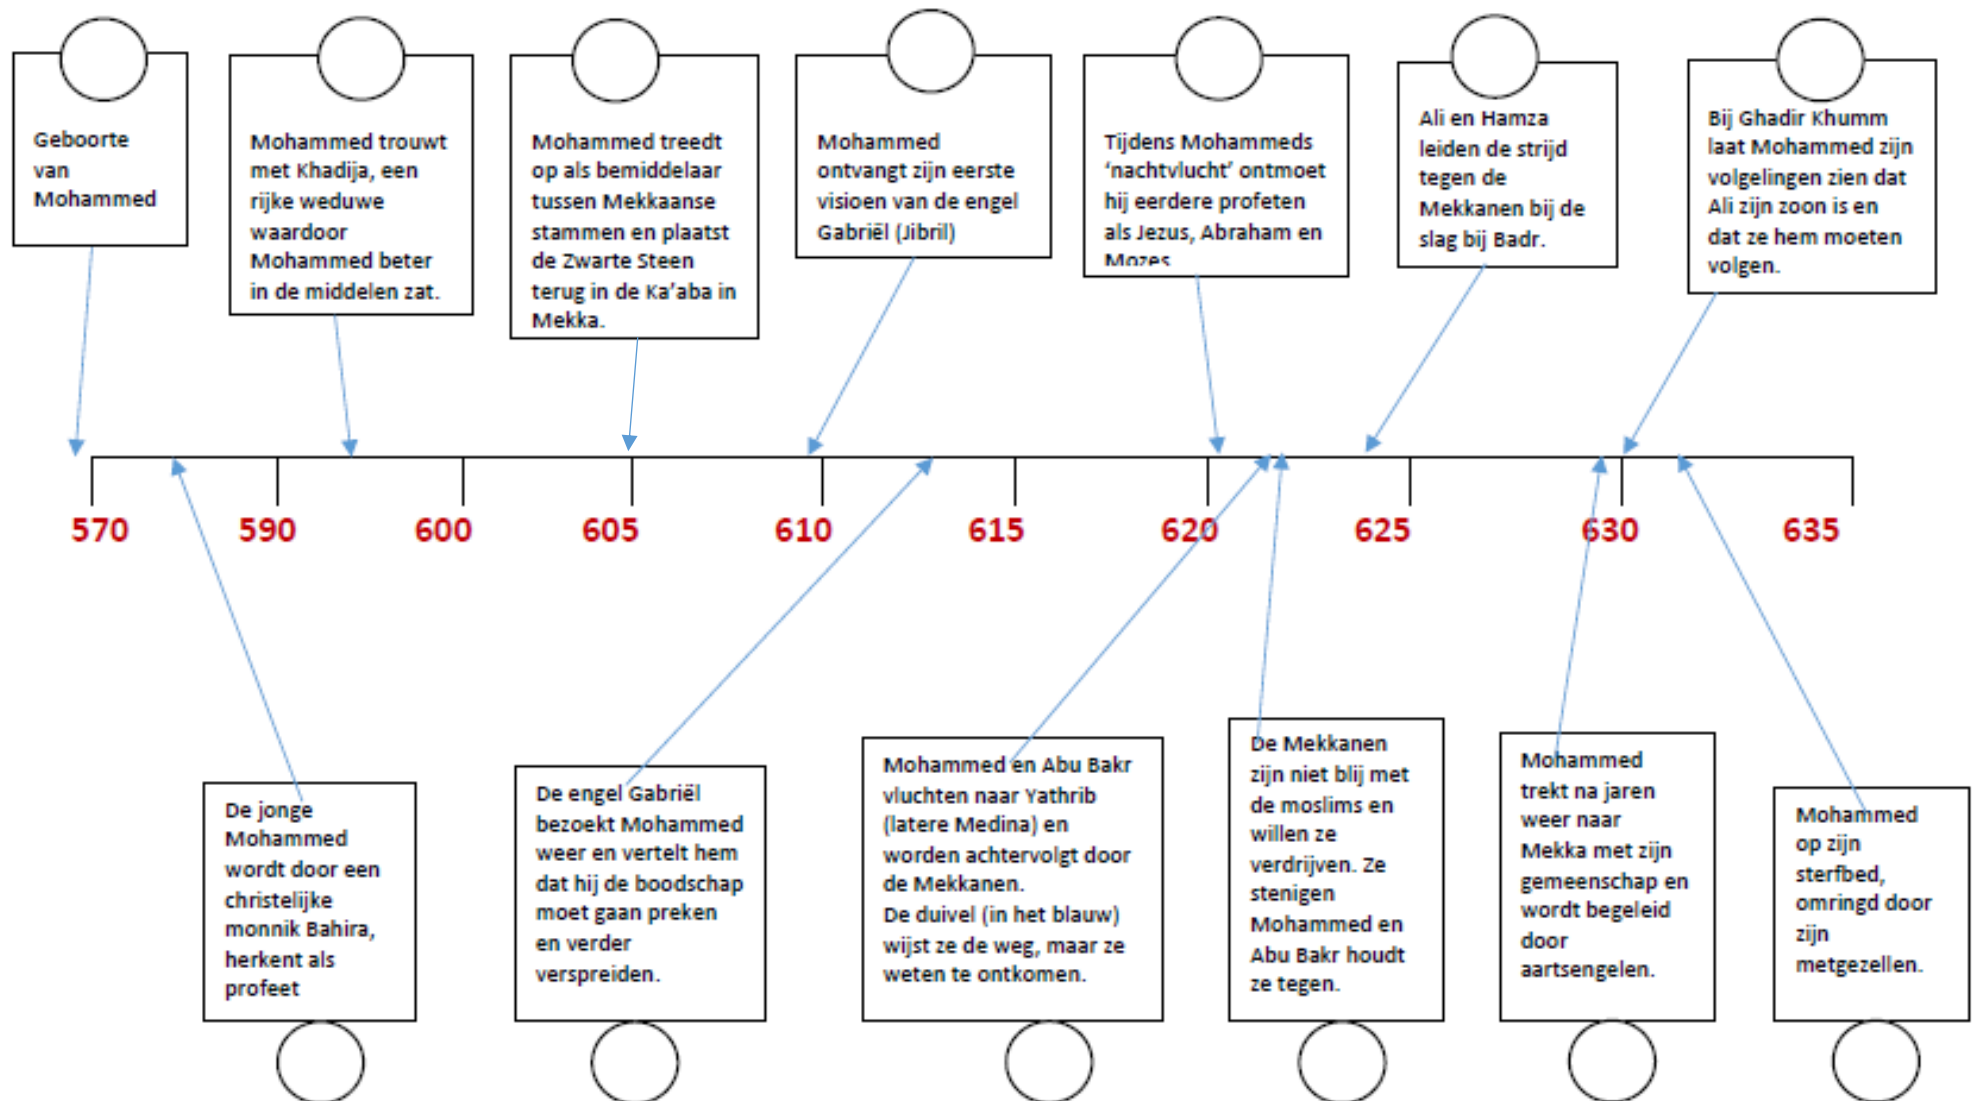 Geboorte
van
Mohammed
Mohammed trouwt
met Khadija, een
rijke weduwe
waardoor
Mohammed beter
in de middelen zat.
Mohammed treedt
op als bemiddelaar
tussen Mekkaanse
stammen en plaatst
de Zwarte Steen
terug in de Ka’aba in
Mekka.
Mohammed
ontvangt zijn eerste
visioen van de engel
Gabriël (Jibril)
Tijdens Mohammeds
‘nachtvlucht’ ontmoet
hij eerdere profeten
als Jezus, Abraham en
Mozes
Ali en Hamza
leiden de strijd
tegen de
Mekkanen bij de
slag bij Badr.
Bij Ghadir Khumm
laat Mohammed zijn
volgelingen zien dat
Ali zijn zoon is en
dat ze hem moeten
volgen.
570 590 600 605 610 615 620 625 630 635
De jonge
Mohammed
wordt door een
christelijke
monnik Bahira,
herkent als
profeet
De engel Gabriël
bezoekt Mohammed
weer en vertelt hem
dat hij de boodschap
moet gaan preken
en verder
verspreiden.
Mohammed en Abu Bakr
vluchten naar Yathrib
(latere Medina) en
worden achtervolgt door
de Mekkanen.
De duivel (in het blauw)
wijst ze de weg, maar ze
weten te ontkomen.
De Mekkanen
zijn niet blij met
de moslims en
willen ze
verdrijven. Ze
stenigen
Mohammed en
Abu Bakr houdt
ze tegen.
Mohammed
trekt na jaren
weer naar
Mekka met zijn
gemeenschap en
wordt begeleid
door
aartsengelen.
Mohammed
op zijn
sterfbed,
omringd door
zijn
metgezellen.